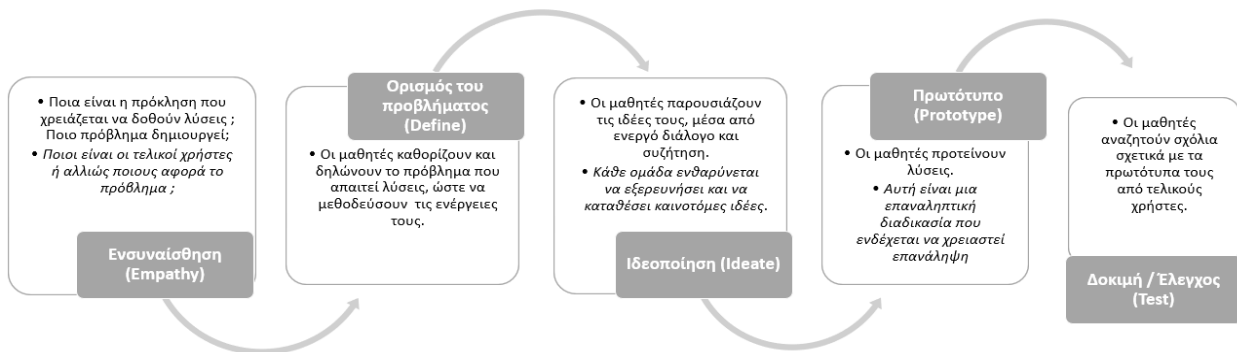 • Ποια είναι η πρόκληση που
χρειάζεται να δοθούν λύσεις ;
Ποιο πρόβλημα δημιουργεί;
• Ποιοι είναι οι τελικοί χρήστες
ή αλλιώς ποιους αφορά το
πρόβλημα ;
Ενσυναίσθηση
(Empathy)
Ορισμός του
προβλήματος
(Define)
• Οι μαθητές καθορίζουν και
δηλώνουν το πρόβλημα που
απαιτεί λύσεις, ώστε να
μεθοδεύσουν τις ενέργειες
τους.
• Οι μαθητές παρουσιάζουν
τις ιδέες τους, μέσα από
ενεργό διάλογο και
συζήτηση.
• Κάθε ομάδα ενθαρύνεται
να εξερευνήσει και να
καταθέσει καινοτόμες ιδέες.
Ιδεοποίηση (Ideate)
Πρωτότυπο
(Prototype)
• Οι μαθητές προτείνουν
λύσεις.
• Αυτή είναι μια
επαναληπτική
διαδικασία που
ενδέχεται να χρειαστεί
επανάληψη
• Οι μαθητές
αναζητούν σχόλια
σχετικά με τα
πρωτότυπα τους
από τελικούς
χρήστες.
Δοκιμή / Έλεγχος
(Test)